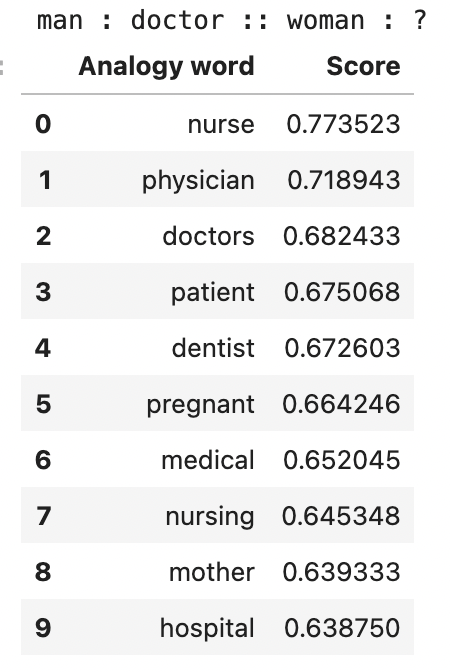 man : doctor :: woman : ?
: Analogy word Score
0 nurse 0.773523
1 physician 0.718943
2 doctors 0.682433
3 patient 0.675068
4 dentist 0.672603
5 pregnant 0.664246
6 medical 0.652045
7 nursing 0.645348
8 mother 0.639333
9 hospital 0.638750